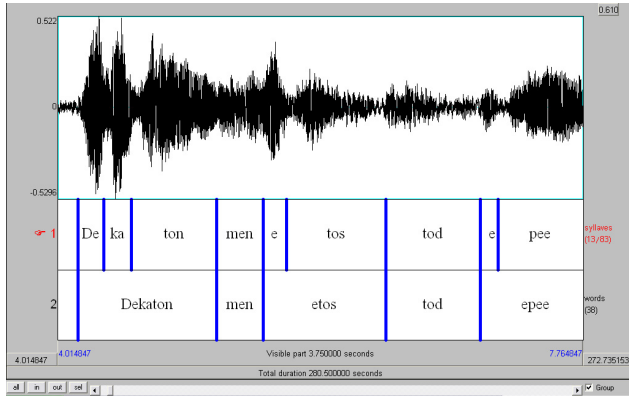 0.610
0.522
0
-0.5296
☞ 1 De ka ton men e tos tod e pee syllaves (13/83)
2 Dekaton men etos tod epee words (38)
4.014847 Visible part 3.750000 seconds 7.764847
4.014847 272.735153
Total duration 280.500000 seconds
all in out sel Group